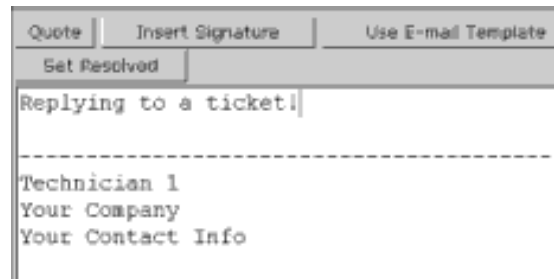 Quote Insert Signature Use E-mail Template
Set Resolved
Replying to a ticket!
----------------------------------------
Technician 1
Your Company
Your Contact Info